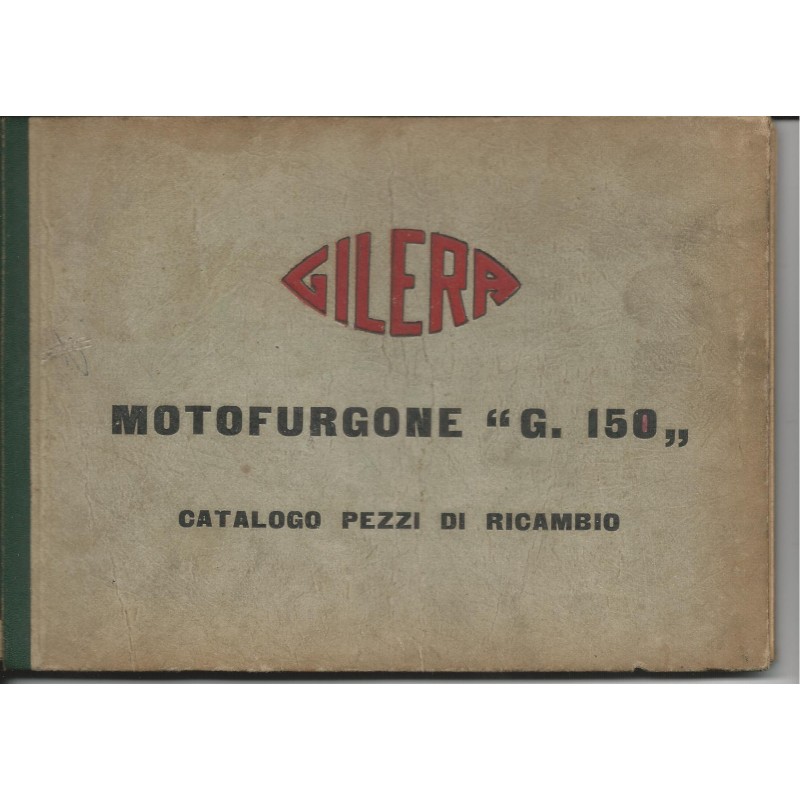 GILERA
MOTOFURGONE “G. 150„
CATALOGO PEZZI DI RICAMBIO